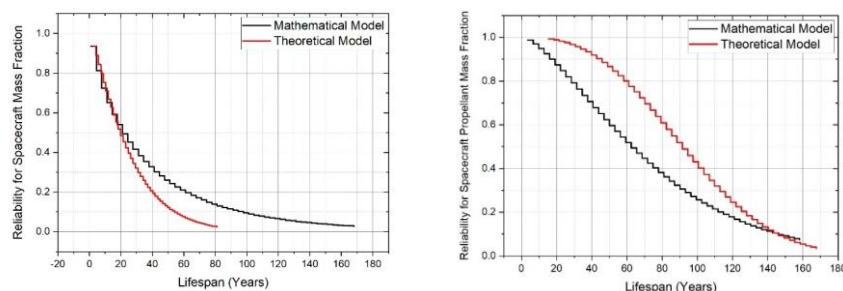 Mathematical Model
Theoretical Model
Reliability for Spacecraft Mass Fraction
1.0
0.8
0.6
0.4
0.2
0.0
-20 0 20 40 60 80 100 120 140 160 180
Lifespan (Years)
Mathematical Model
Theoretical Model
Reliability for Spacecraft Propellant Mass Fraction
1.0
0.8
0.6
0.4
0.2
0.0
0 20 40 60 80 100 120 140 160 180
Lifespan (Years)